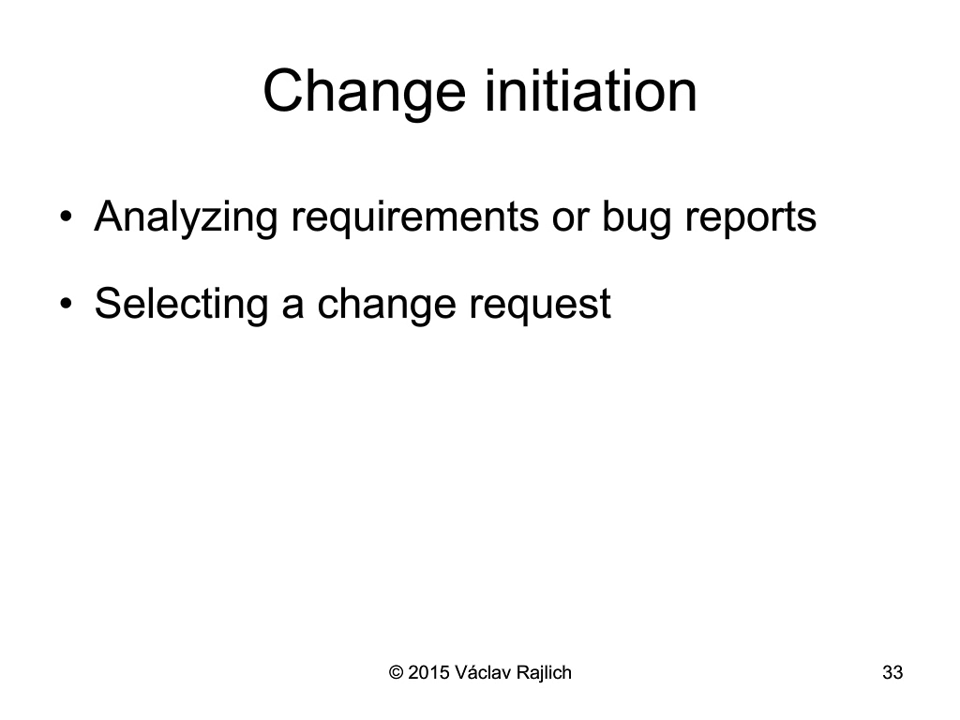 Change initiation
• Analyzing requirements or bug reports
• Selecting a change request
© 2015 Václav Rajlich 33